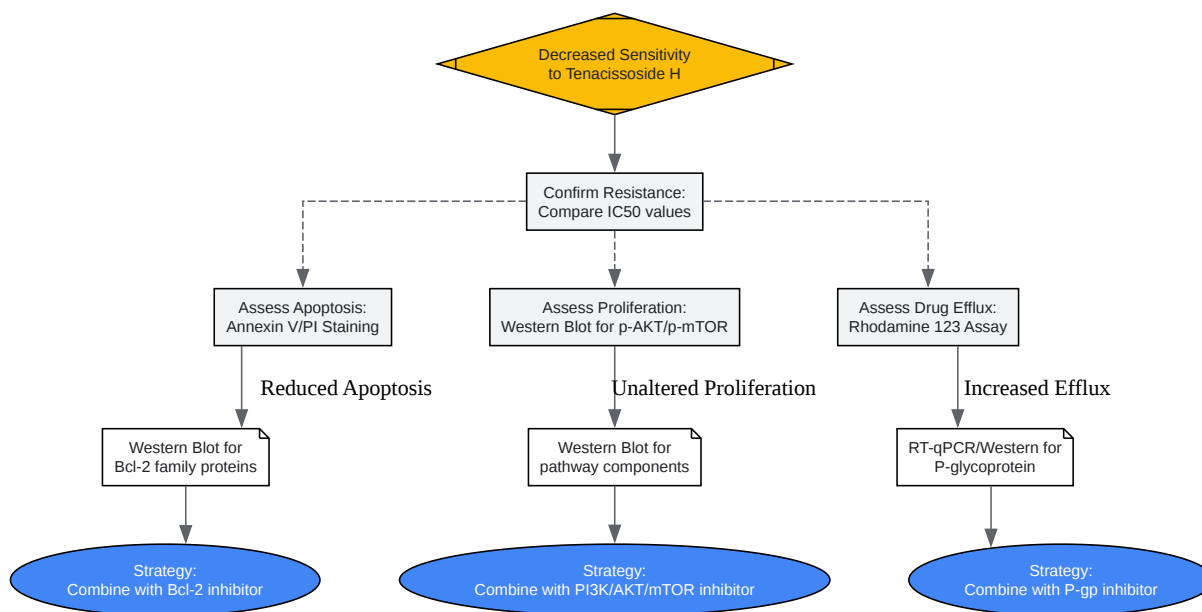 Decreased Sensitivity
to Tenacissoside H
Confirm Resistance:
Compare IC50 values
Assess Apoptosis:
Annexin V/PI Staining
Assess Proliferation:
Western Blot for p-AKT/p-mTOR
Assess Drug Efflux:
Rhodamine 123 Assay
Reduced Apoptosis
Unaltered Proliferation
Increased Efflux
Western Blot for
Bcl-2 family proteins
Western Blot for
pathway components
RT-qPCR/Western for
P-glycoprotein
Strategy:
Combine with Bcl-2 inhibitor
Strategy:
Combine with PI3K/AKT/mTOR inhibitor
Strategy:
Combine with P-gp inhibitor